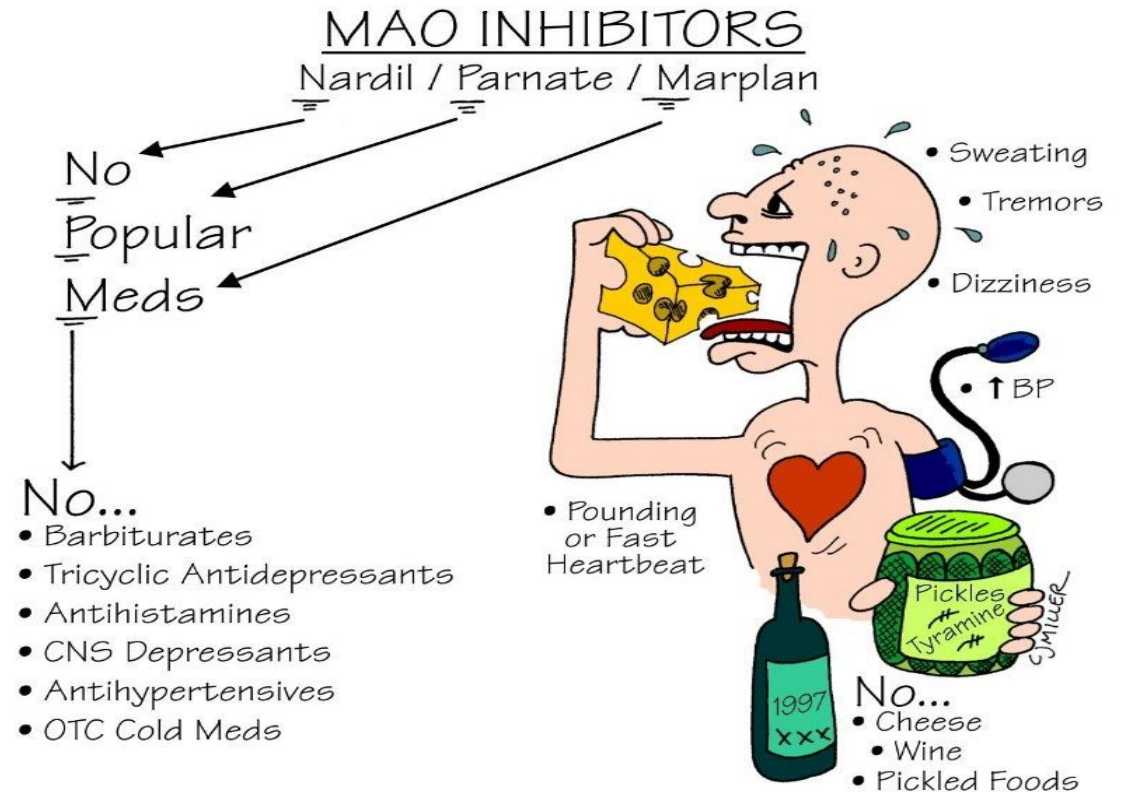 MAO INHIBITORS
Nardil / Parnate / Marplan
No
Popular
Meds
No...
• Barbiturates
• Tricyclic Antidepressants
• Antihistamines
• CNS Depressants
• Antihypertensives
• OTC Cold Meds
• Sweating
• Tremors
• Dizziness
• ↑ BP
• Pounding
or Fast
Heartbeat
Pickles
Tyramine
CJMILLER
1997
XXX
No...
• Cheese
• Wine
• Pickled Foods